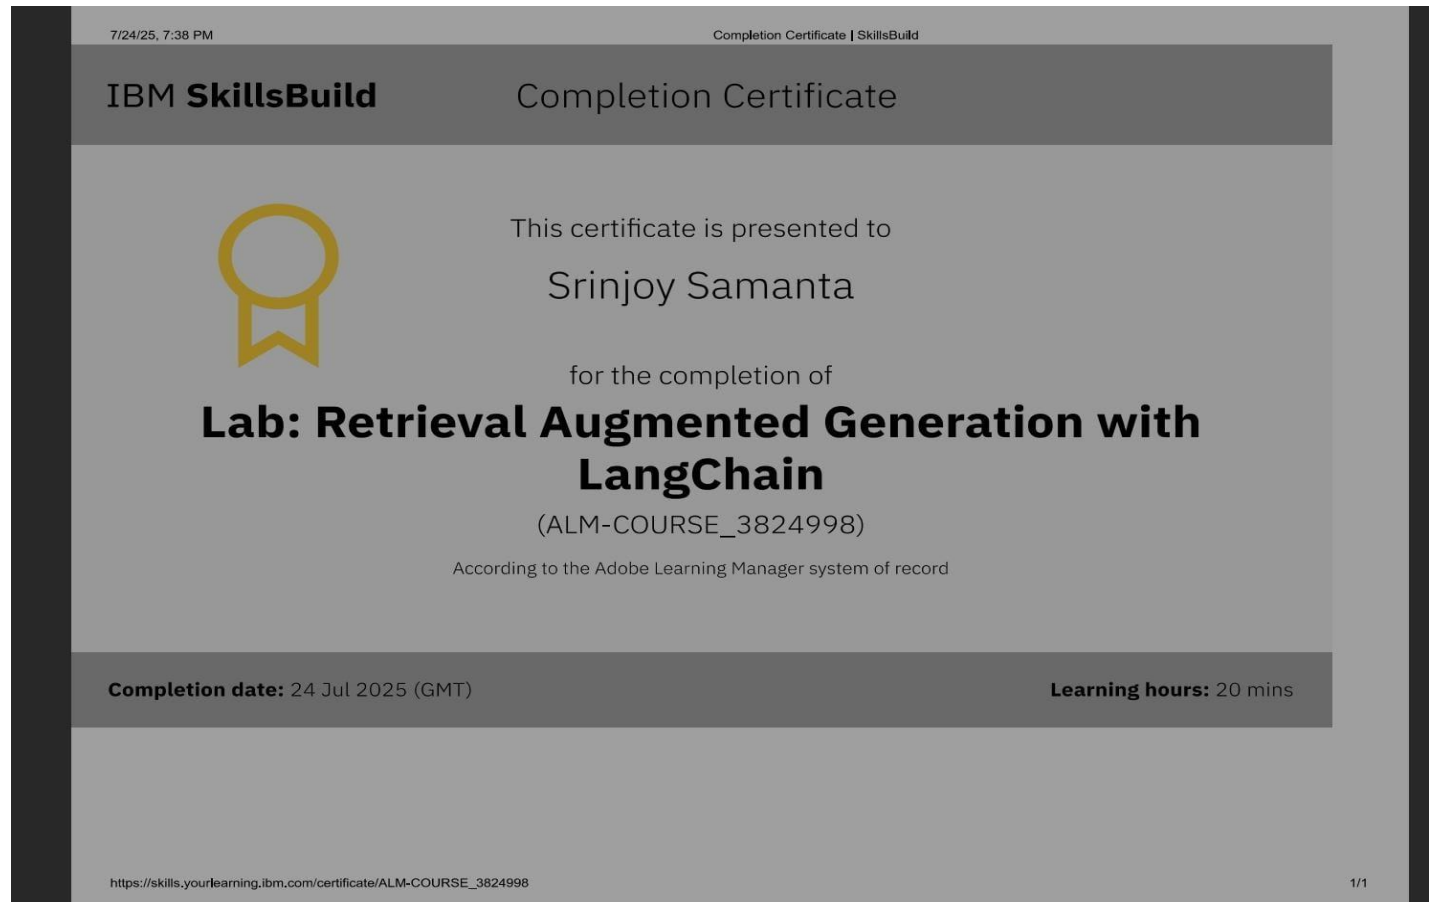 7/24/25, 7:38 PM
Completion Certificate | SkillsBuild
IBM SkillsBuild
Completion Certificate
This certificate is presented to
Srinjoy Samanta
for the completion of
Lab: Retrieval Augmented Generation with
LangChain
(ALM-COURSE_3824998)
According to the Adobe Learning Manager system of record
Completion date: 24 Jul 2025 (GMT)
Learning hours: 20 mins
https://skills.yourlearning.ibm.com/certificate/ALM-COURSE_3824998
1/1